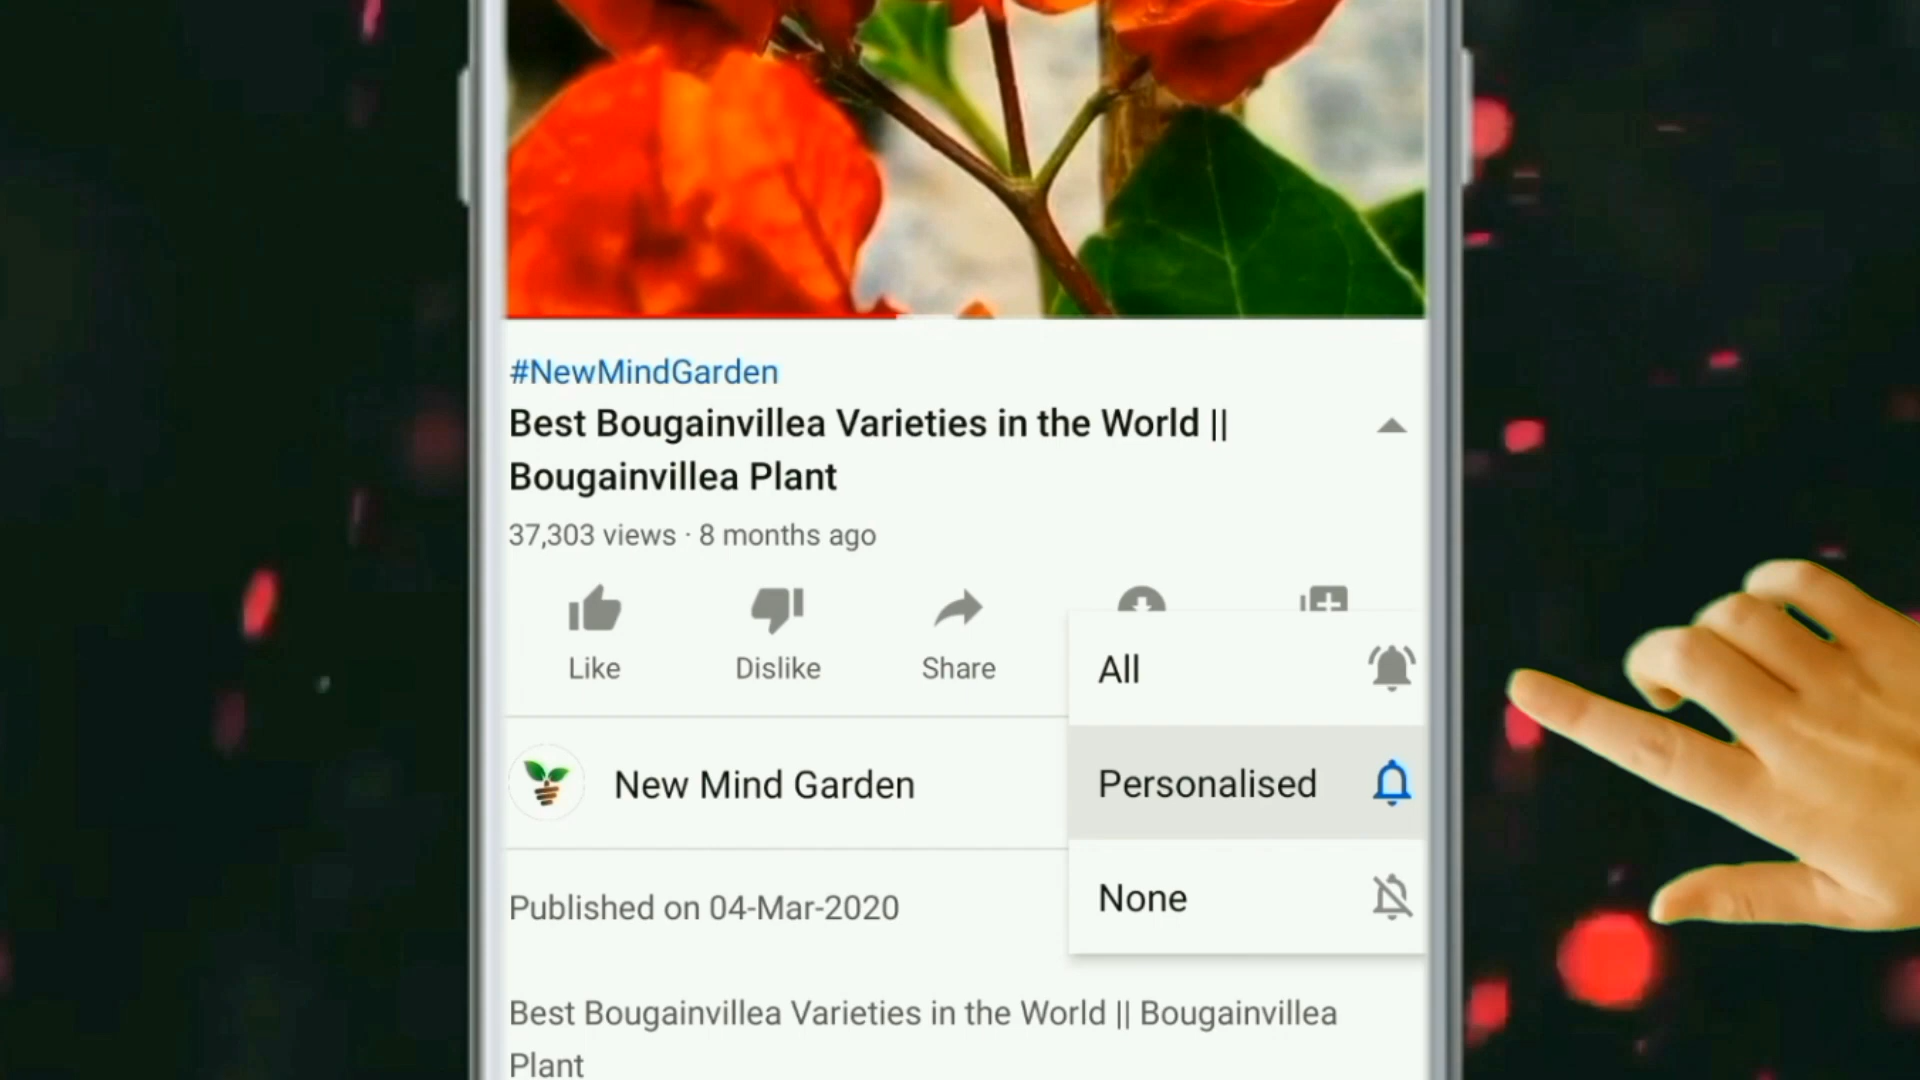 #NewMindGarden
Best Bougainvillea Varieties in the World ||
Bougainvillea Plant
37,303 views · 8 months ago
Like
Dislike
Share
All
New Mind Garden
Personalised
None
Published on 04-Mar-2020
Best Bougainvillea Varieties in the World || Bougainvillea
Plant